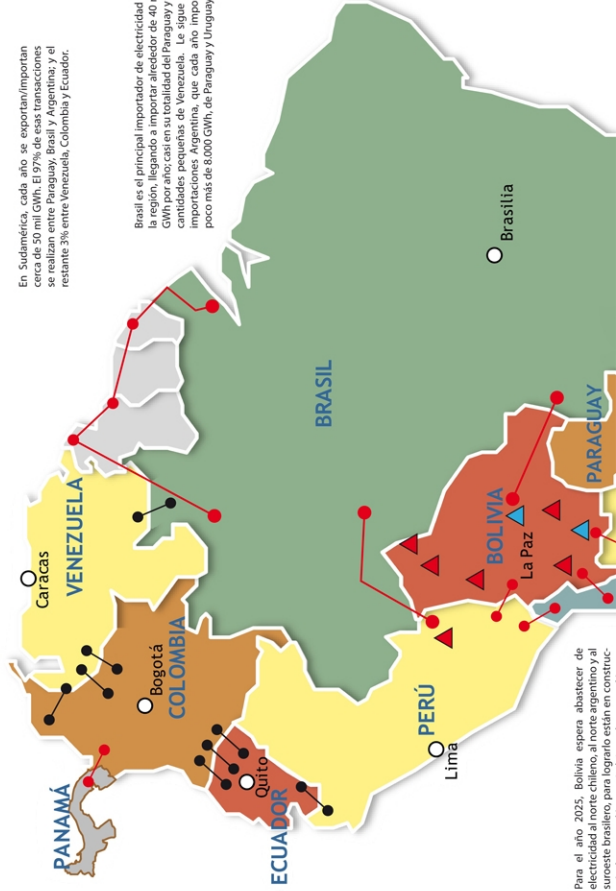 En Sudamérica, cada año se exportan/importan
cerca de 50 mil GWh. El 97% de esas transacciones
se realizan entre Paraguay, Brasil y Argentina; y el
restante 3% entre Venezuela, Colombia y Ecuador.
Brasil es el principal importador de electricidad
la región, llegando a importar alrededor de 40
GWh por año; casi en su totalidad del Paraguay y
cantidades pequeñas de Venezuela. Le sigue
importaciones Argentina, que cada año impo
poco más de 8.000 GWh, de Paraguay y Uruguay
PANAMÁ
Caracas
VENEZUELA
Bogotá
COLOMBIA
Quito
ECUADOR
BRASIL
Brasilia
PERÚ
Lima
BOLIVIA
La Paz
PARAGUAY
Para el año 2025, Bolivia espera abastecer de
electricidad al norte chileno, al norte argentino y al
suroeste brasilero, para lograrlo están en construc-